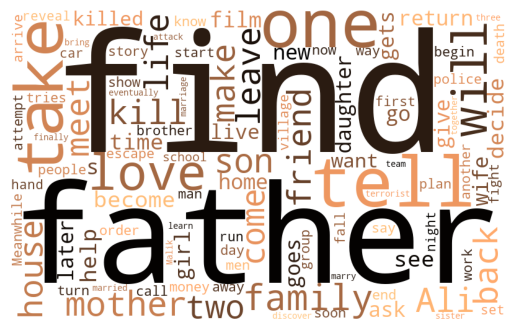 reveal
arrive
killed
know
film
one
return
three
death
bring
car
story
attack
life
start
gets
new
now
way
begin
eventually
marriage
find
take
meet
tries
show
kill
make
leave
daughter
police
will
decide
attempt
finally
brother
live
first
go
give
together
time
village
escape
school
love
son
friend
want
team
tell
another
fight
wife
people
s
home
plan
hand
become
man
terrorist
father
Meanwhile
house
later
help
order
girl
learn
come
goes
run
day
men
group
fall
say
see
night
back
work
Malik
married
marry
turn
call
money
away
family
end
ask
Ali
set
mother
two
discover
soon
sister